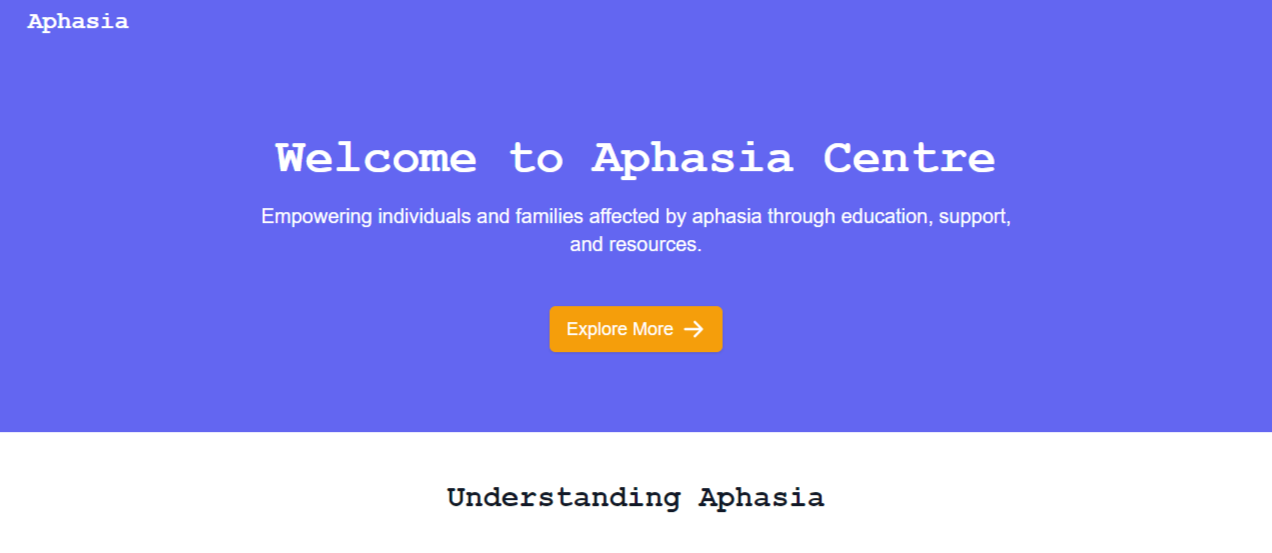 Aphasia
Welcome to Aphasia Centre
Empowering individuals and families affected by aphasia through education, support,
and resources.
Explore More
Understanding Aphasia